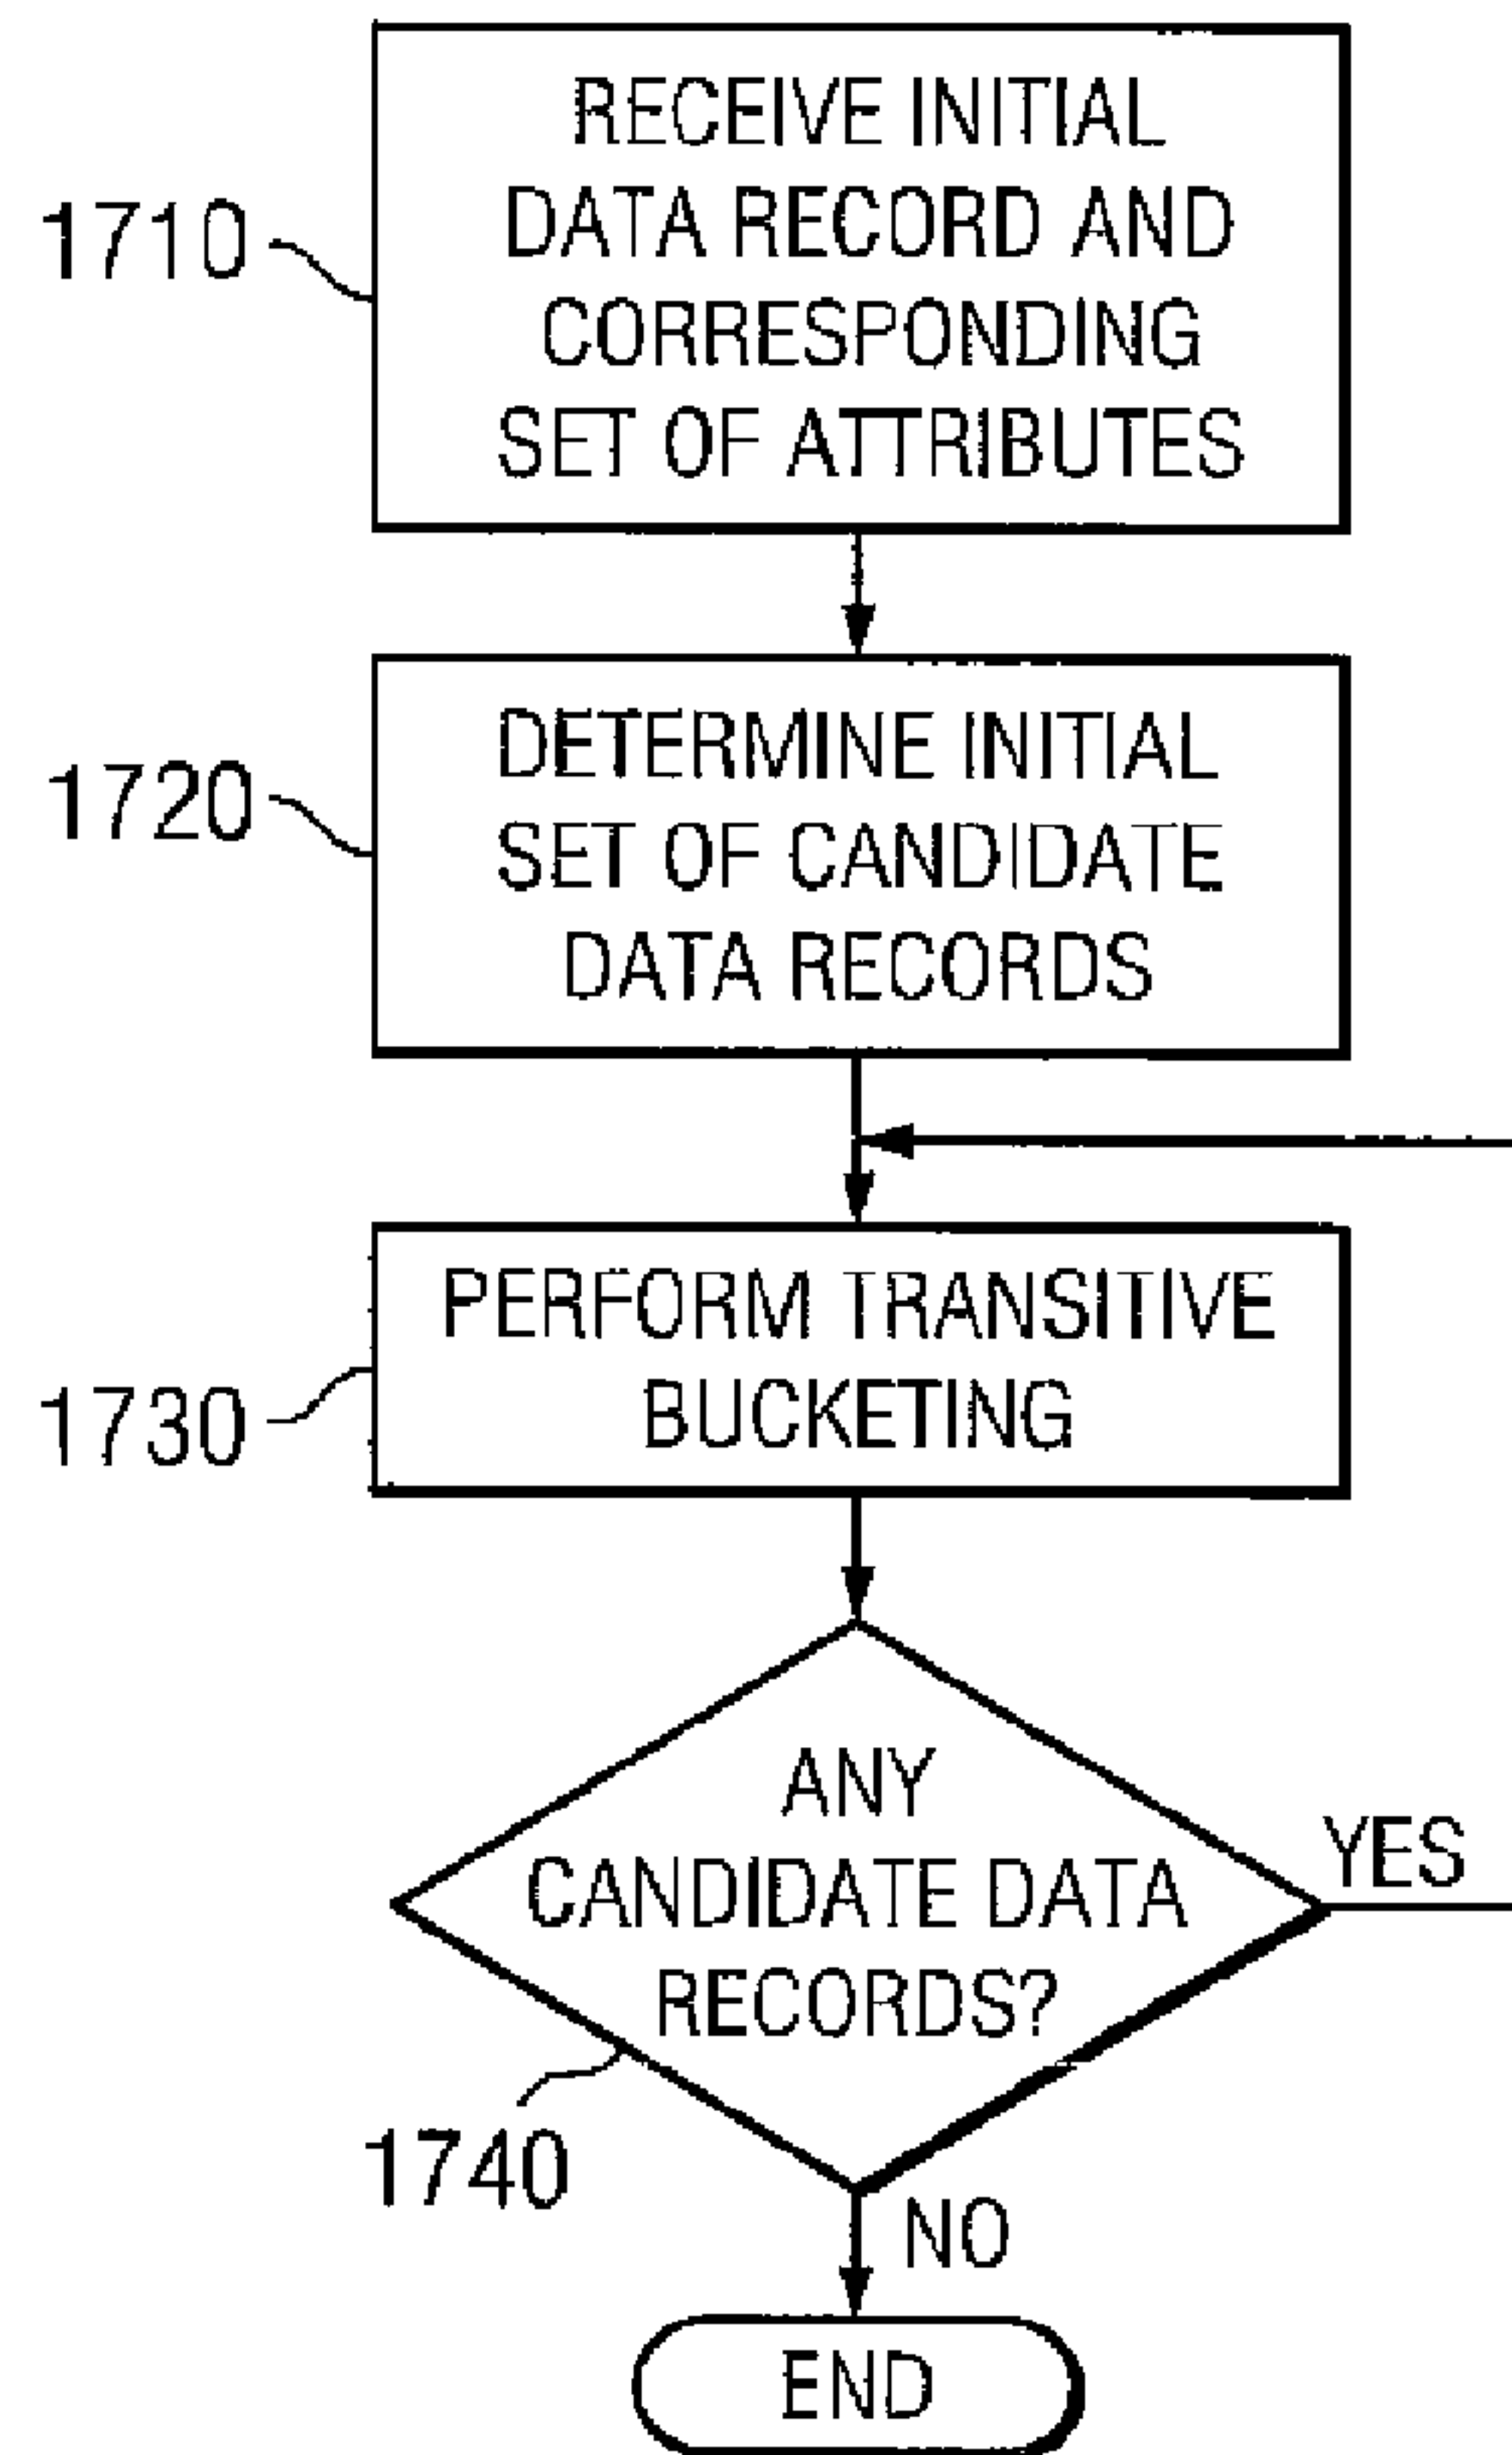 RECEIVE INITIAL
DATA RECORD AND
CORRESPONDING
SET OF ATTRIBUTES
1710
DETERMINE INITIAL
SET OF CANDIDATE
DATA RECORDS
1720
PERFORM TRANSITIVE
BUCKETING
1730
ANY
CANDIDATE DATA
RECORDS?
YES
1740
NO
END